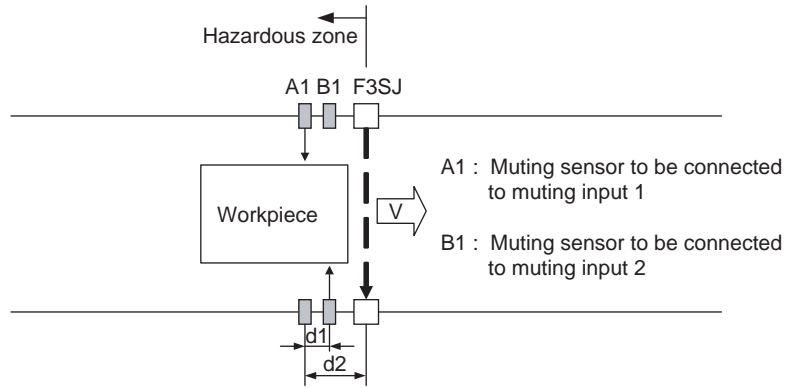 Hazardous zone
A1 B1 F3SJ
A1 : Muting sensor to be connected
to muting input 1
Workpiece
V
B1 : Muting sensor to be connected
to muting input 2
d1
d2